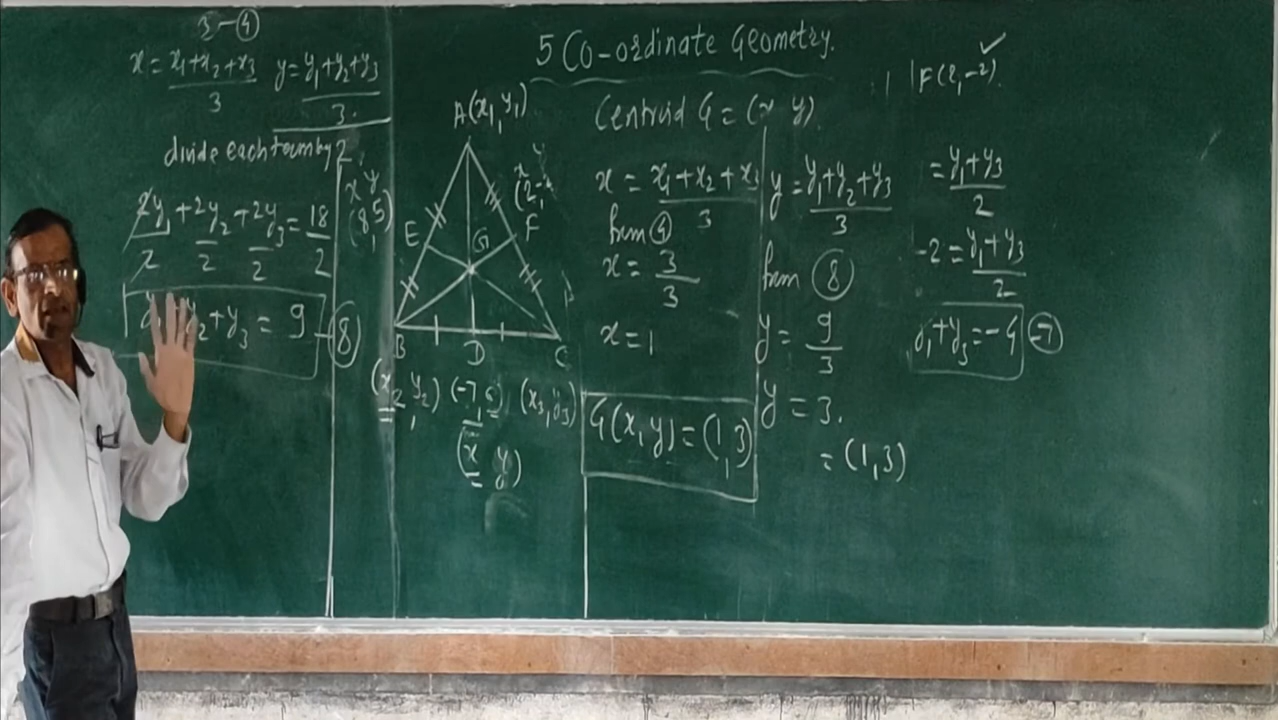 5 Co-ordinate Geometry.
3 — ④
x = x₁+x₂+x₃ / 3 y = y₁+y₂+y₃ / 3.
divide each term by 2.
2y₁/2 + 2y₂/2 + 2y₃/2 = 18/2
y₂ + y₃ = 9 — ⑧
x y
(8, 5)
A(x₁, y₁)
x y
E
F
G
B D C
(x₂, y₂) (-7, 6) (x₃, y₃)
(x y)
Centroid G = (x y)
x = x₁+x₂+x₃ / 3
from ④
x = 3/3
x = 1
G(x, y) = (1, 3)
y = y₁+y₂+y₃ / 3
from ⑧
y = 9/3
y = 3.
= (1, 3)
F(2, -2) ✓
= y₁+y₃ / 2
-2 = y₁+y₃ / 2
y₁+y₃ = -4 — ⑦